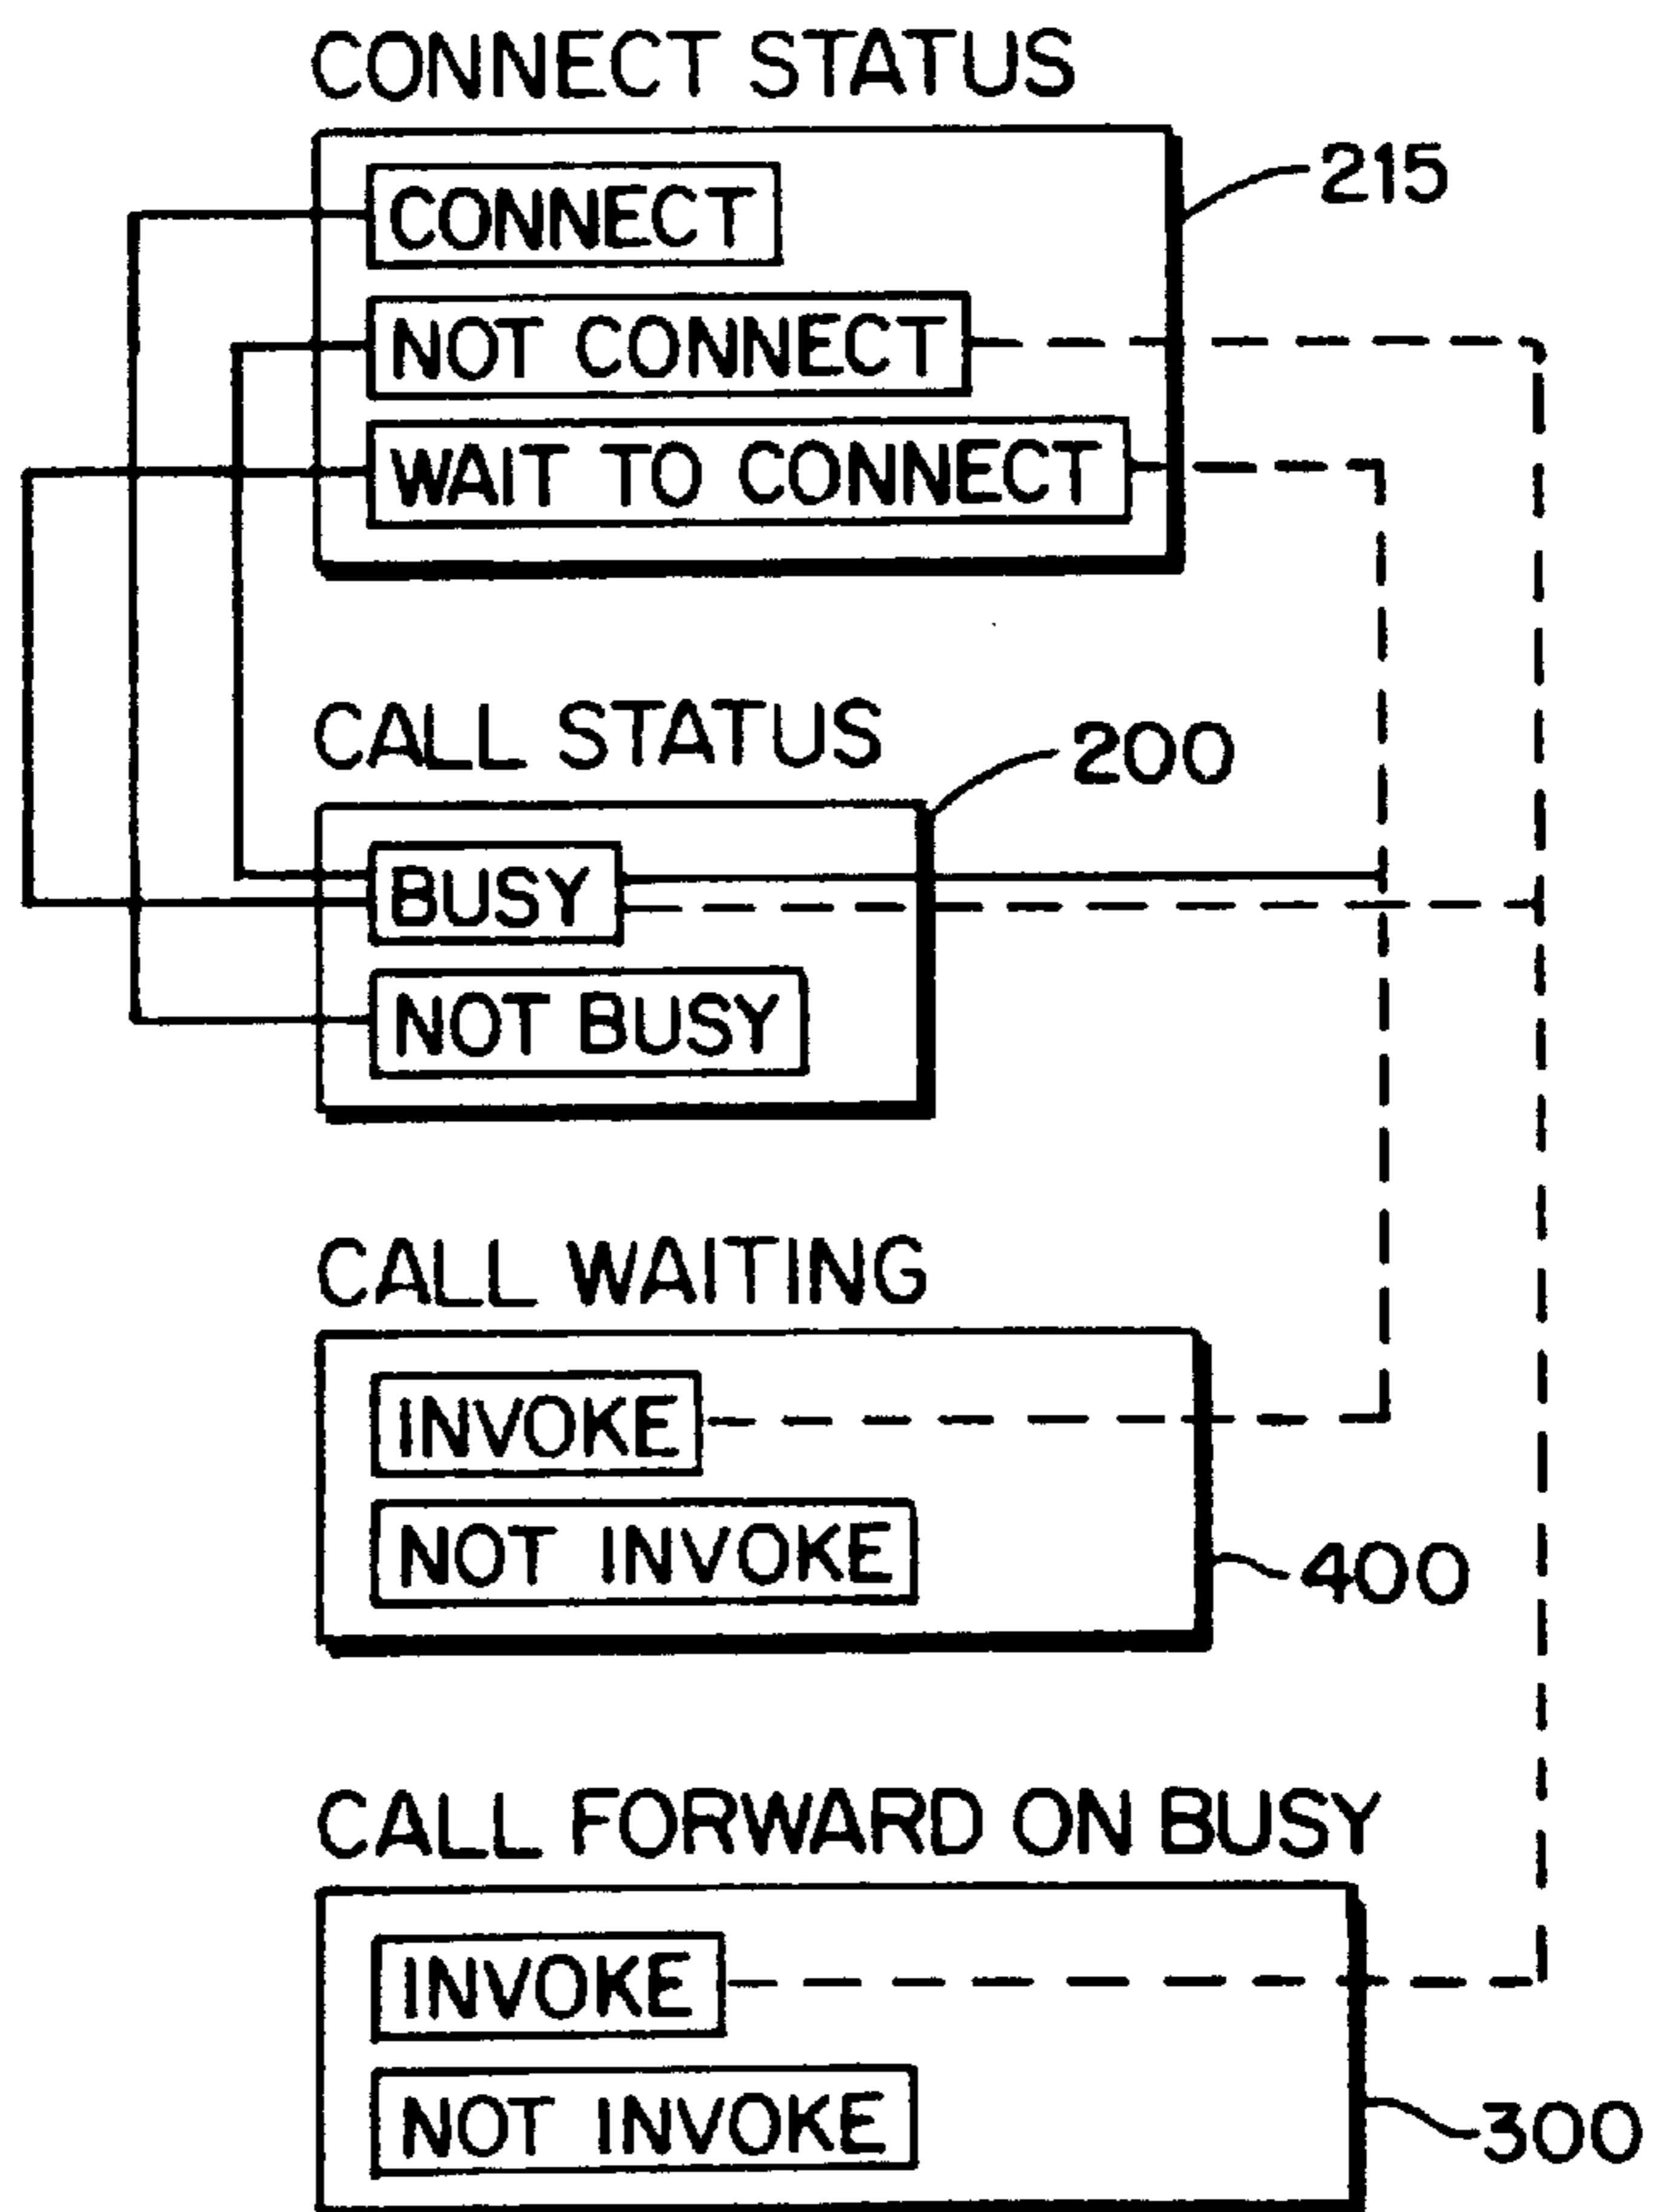 CONNECT STATUS
215
CONNECT
NOT CONNECT
WAIT TO CONNECT
CALL STATUS
200
BUSY
NOT BUSY
CALL WAITING
INVOKE
NOT INVOKE
400
CALL FORWARD ON BUSY
INVOKE
NOT INVOKE
300